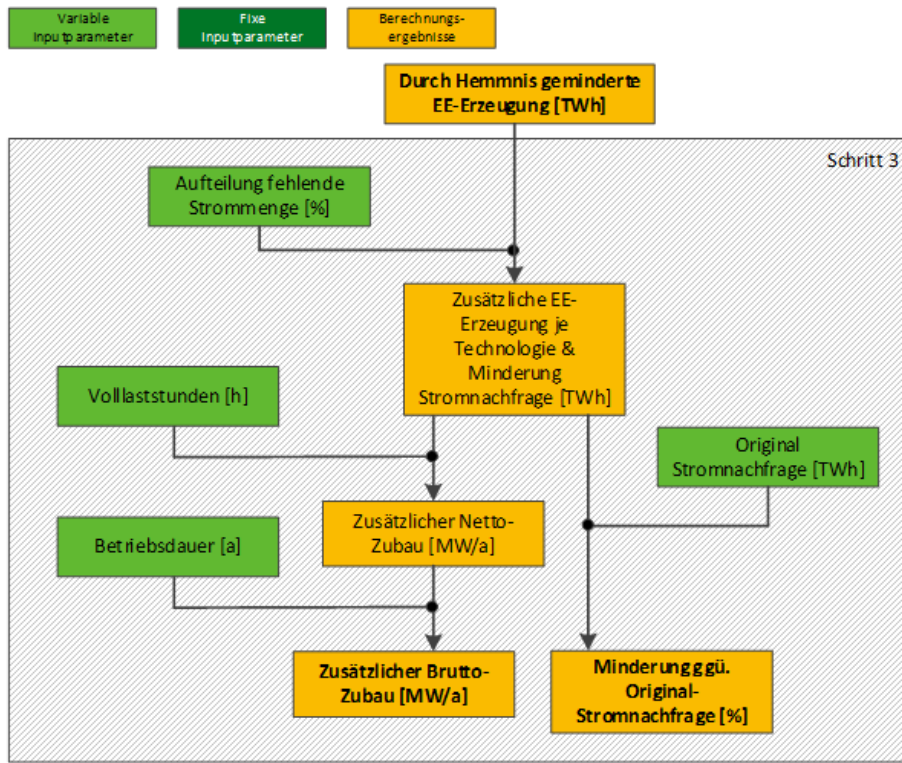 Variable
Inputparameter
Fixe
Inputparameter
Berechnungs-
ergebnisse
Durch Hemmnis geminderte
EE-Erzeugung [TWh]
Schritt 3
Aufteilung fehlende
Strommenge [%]
Zusätzliche EE-
Erzeugung je
Technologie &
Minderung
Stromnachfrage [TWh]
Volllaststunden [h]
Original
Stromnachfrage [TWh]
Zusätzlicher Netto-
Zubau [MW/a]
Betriebsdauer [a]
Zusätzlicher Brutto-
Zubau [MW/a]
Minderung ggü.
Original-
Stromnachfrage [%]